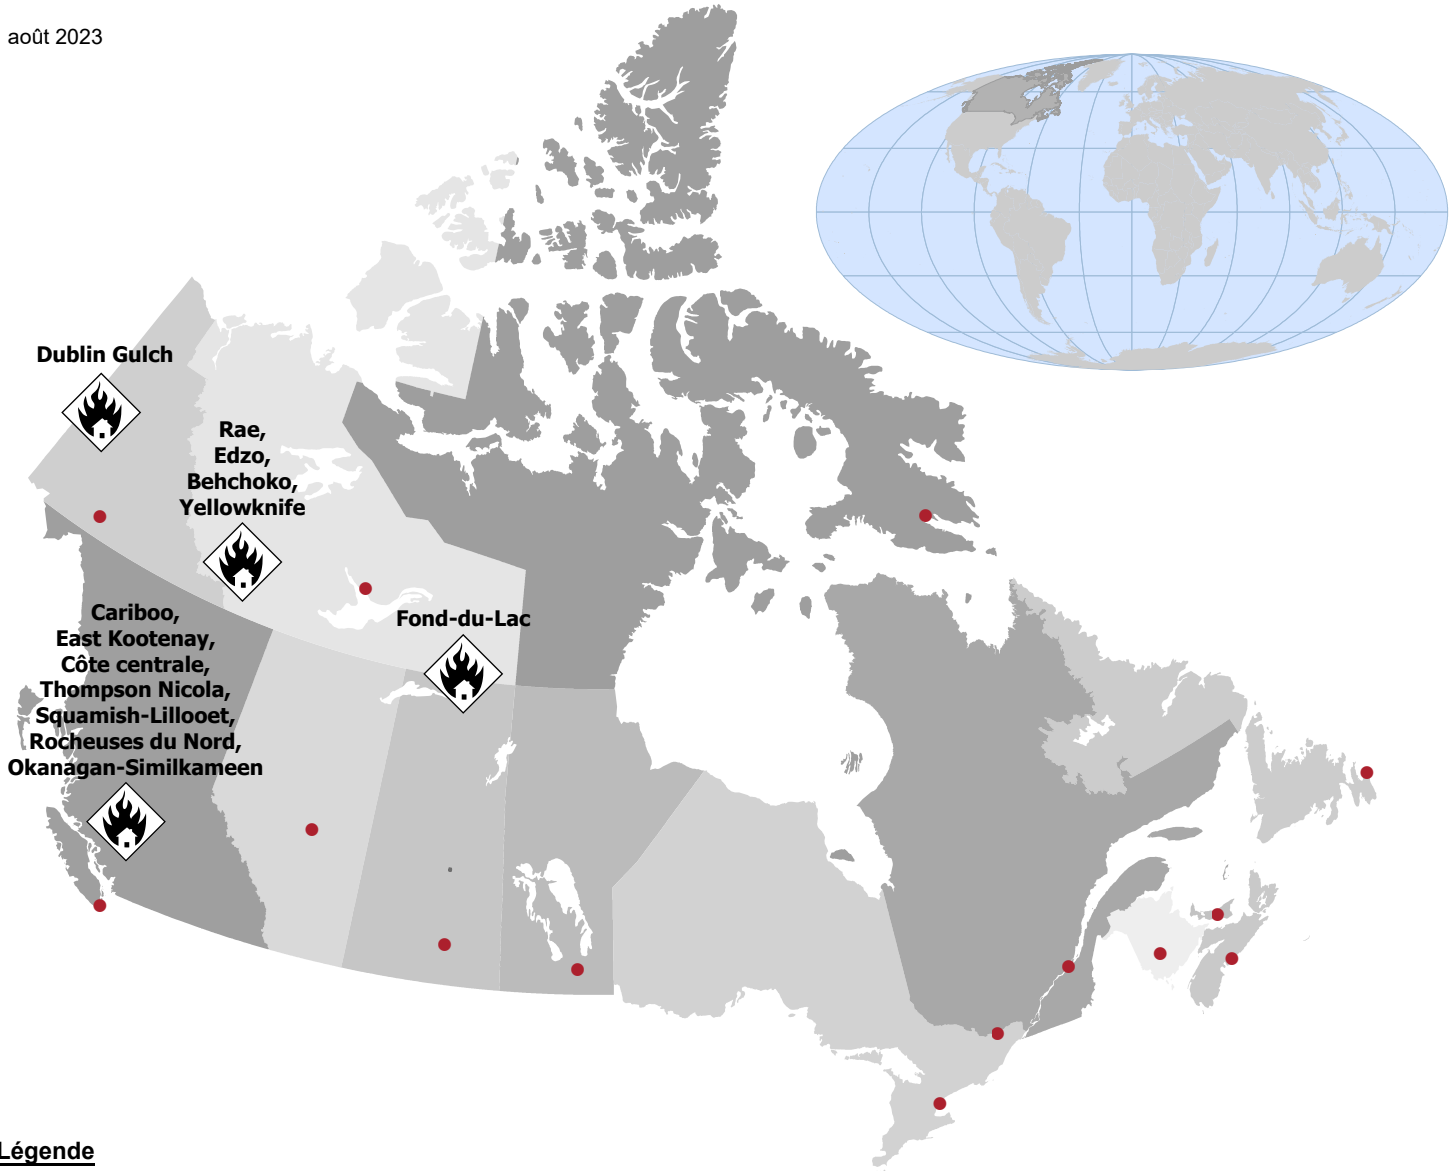 août 2023
Dublin Gulch
Rae,
Edzo,
Behchoko,
Yellowknife
Fond-du-Lac
Cariboo,
East Kootenay,
Côte centrale,
Thompson Nicola,
Squamish-Lillooet,
Rocheuses du Nord,
Okanagan-Similkameen
Légende